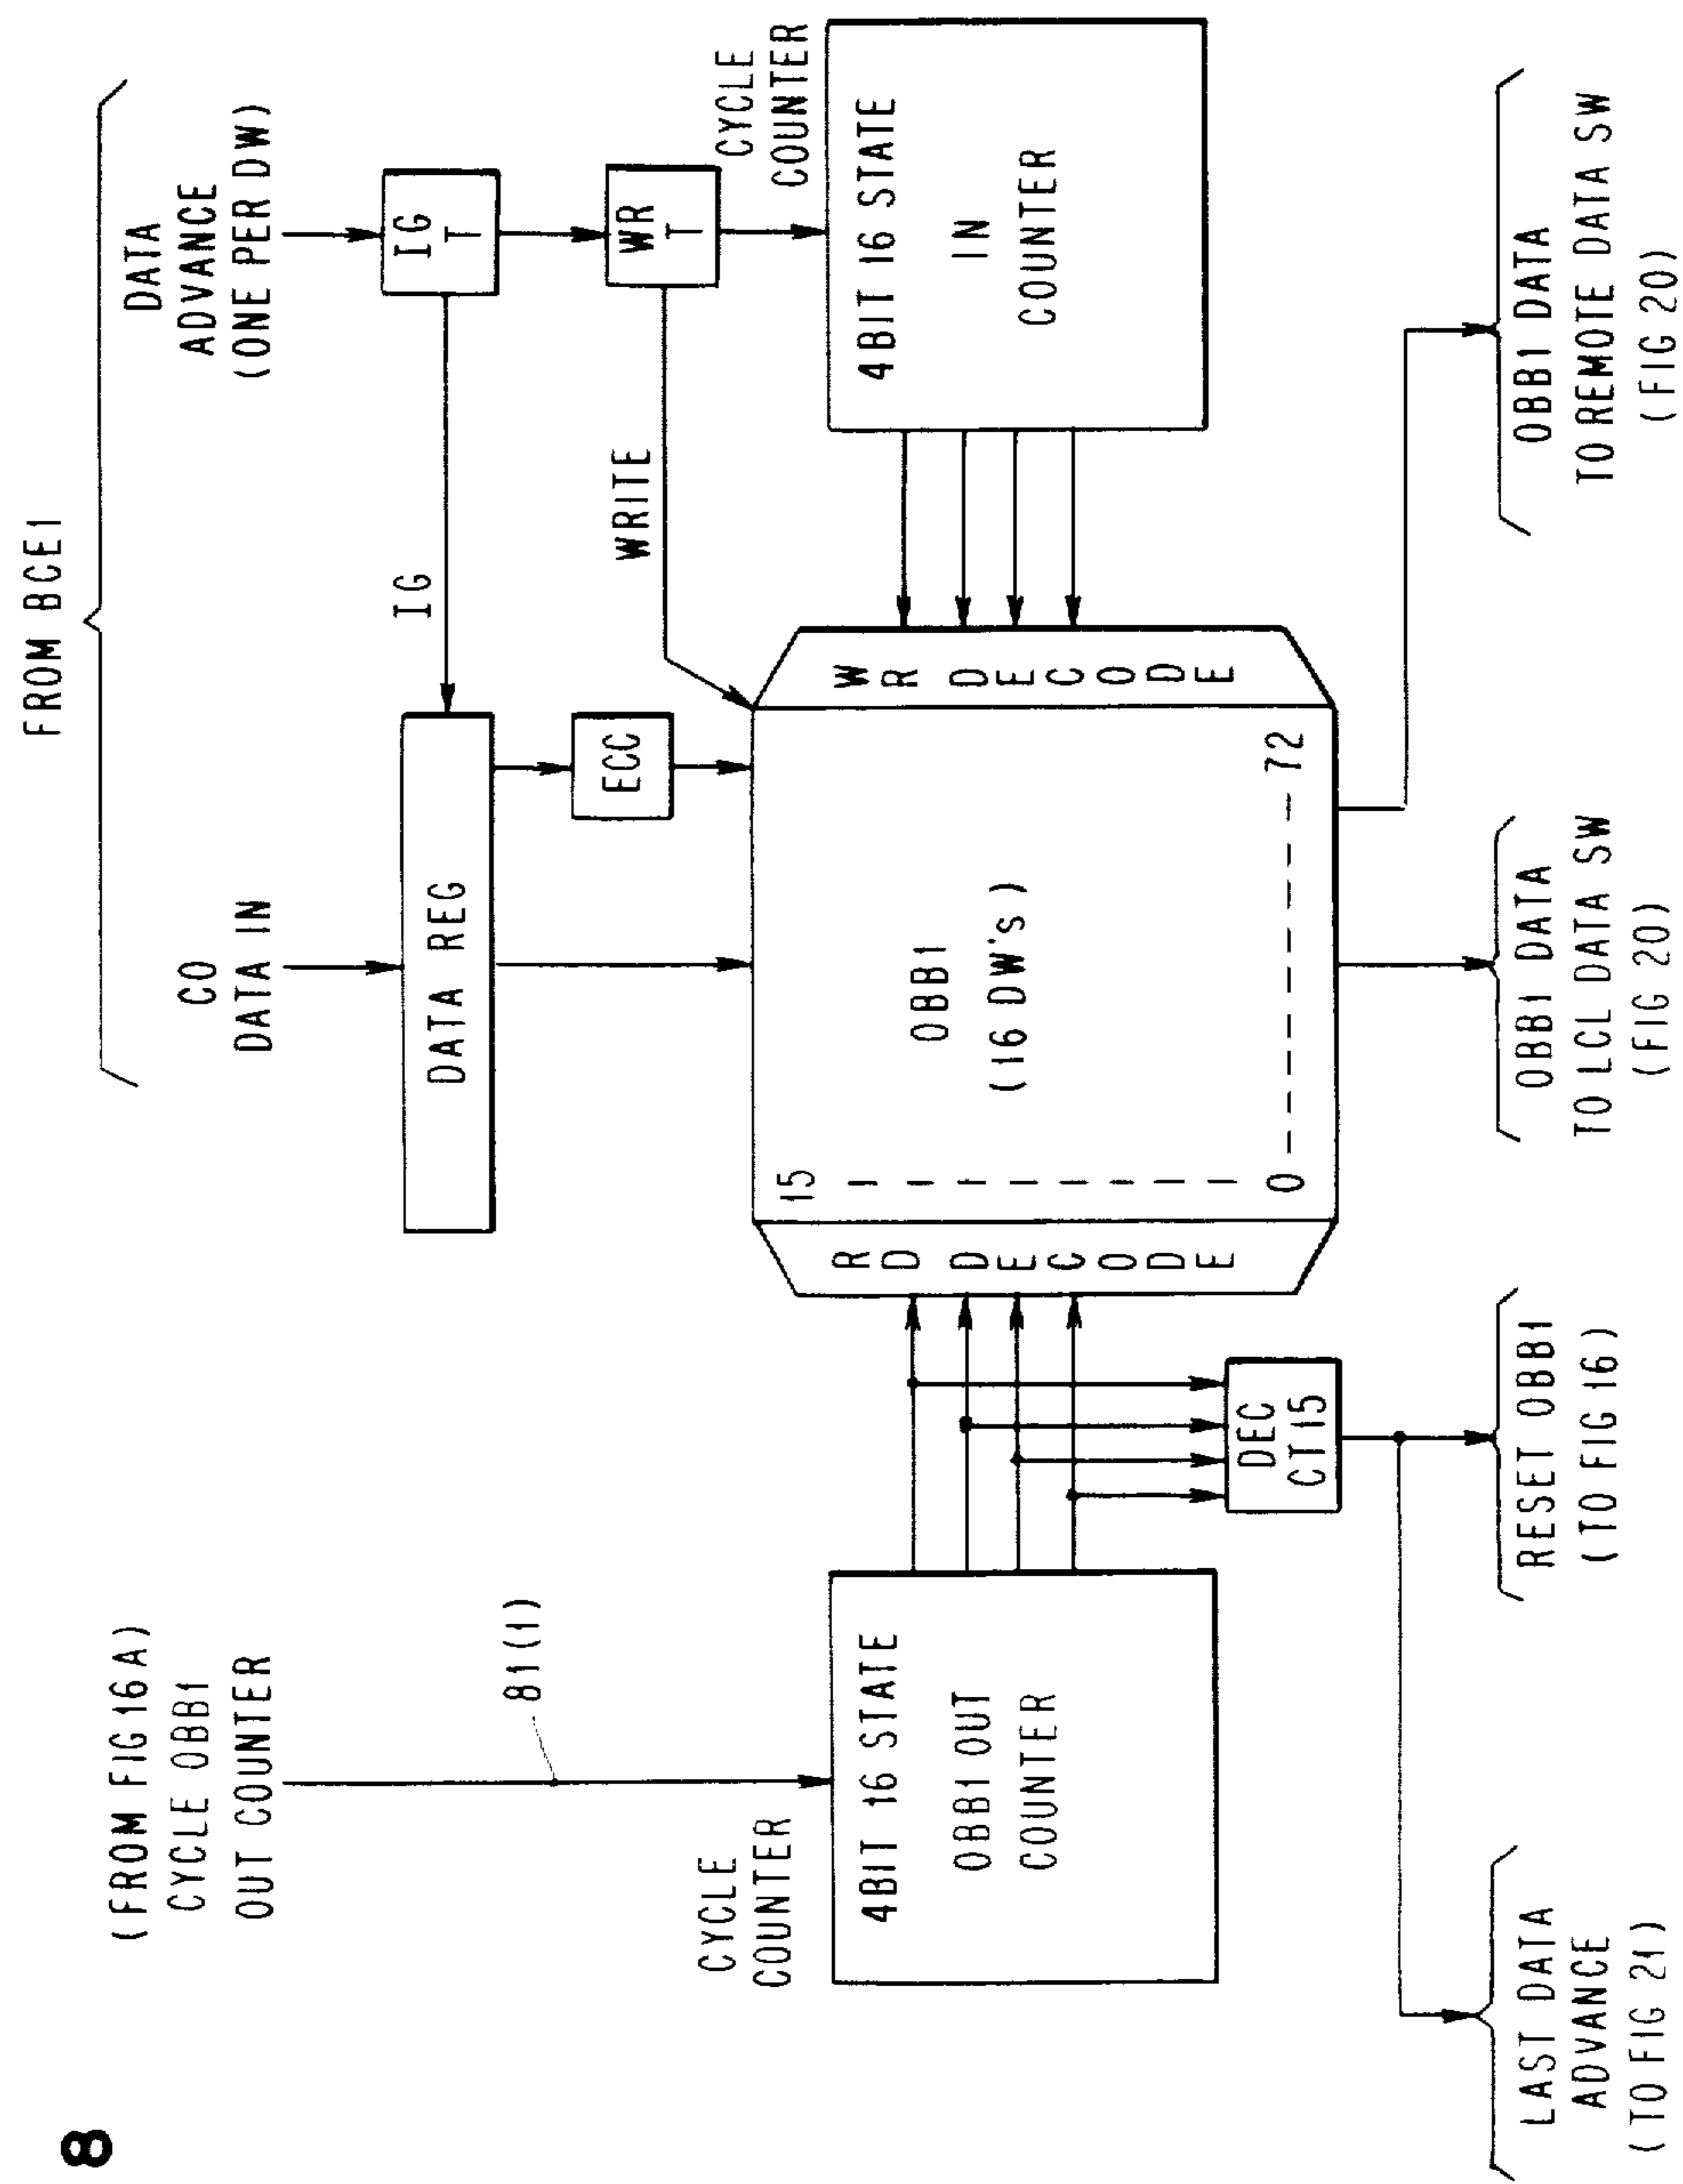 8
FROM BCE1
(FROM FIG 16A)
CYCLE OBB1
OUT COUNTER
CO
DATA IN
DATA
ADVANCE
(ONE PER DW)
81(1)
DATA REG
IG
IG
T
ECC
WRITE
WR
T
CYCLE
COUNTER
CYCLE
COUNTER
4BIT 16 STATE
OBB1 OUT
COUNTER
RD DECODE
15
OBB1
(16 DW's)
0 72
WR DECODE
4BIT 16 STATE
IN
COUNTER
DEC
CT15
LAST DATA
ADVANCE
(TO FIG 21)
RESET OBB1
(TO FIG 16)
OBB1 DATA
TO LCL DATA SW
(FIG 20)
OBB1 DATA
TO REMOTE DATA SW
(FIG 20)